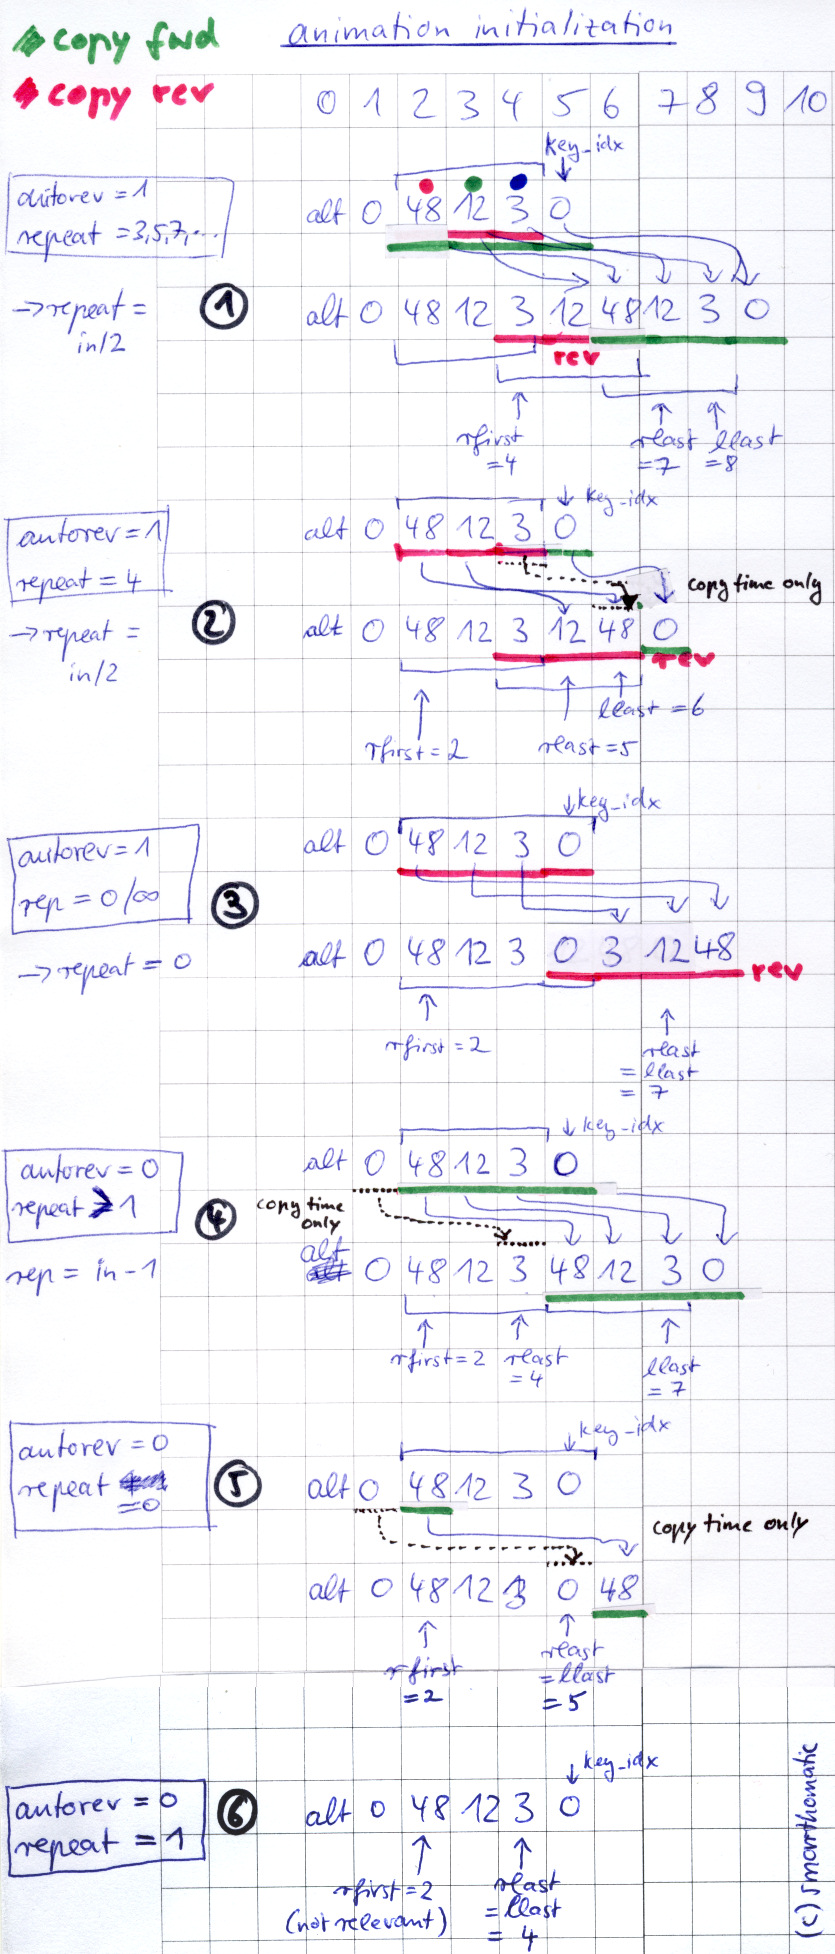 animation initialization
copy fwd
copy rev
0 1 2 3 4 5 6 7 8 9 10
key_idx
autorev = 1
repeat = 3,5,7,...
alt 0 48 12 3 0
→ repeat =
in/2
1
alt 0 48 12 3 12 48 12 3 0
rev
rfirst
=4
rlast
=7
llast
=8
key_idx
autorev = 1
repeat = 4
alt 0 48 12 3 0
copy time only
→ repeat =
in/2
2
alt 0 48 12 3 12 48 0
rev
llast = 6
rfirst = 2
rlast = 5
key_idx
autorev = 1
rep = 0/∞
alt 0 48 12 3 0
3
→ repeat = 0
alt 0 48 12 3 0 3 12 48
rev
rfirst = 2
rlast
= llast
= 7
key_idx
autorev = 0
repeat > 1
alt 0 48 12 3 0
4
copy time
only
rep = in-1
alt 0 48 12 3 48 12 3 0
rfirst = 2
rlast
= 4
llast
= 7
key_idx
autorev = 0
repeat
=0
5
alt 0 48 12 3 0
copy time only
alt 0 48 12 3 0 48
rfirst
=2
rlast
=llast
=5
key_idx
autorev = 0
repeat = 1
6
alt 0 48 12 3 0
rfirst = 2
(not relevant)
rlast
= llast
= 4
(c) smarthomatic